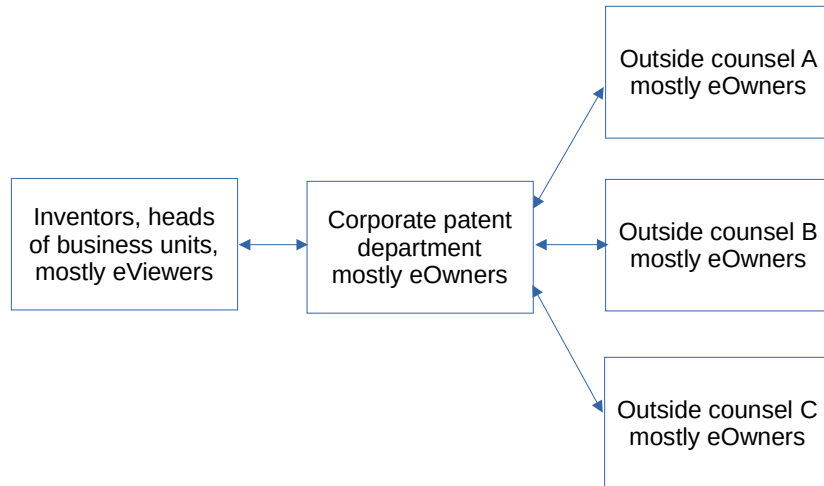 Outside counsel A
mostly eOwners
Inventors, heads
of business units,
mostly eViewers
Corporate patent
department
mostly eOwners
Outside counsel B
mostly eOwners
Outside counsel C
mostly eOwners